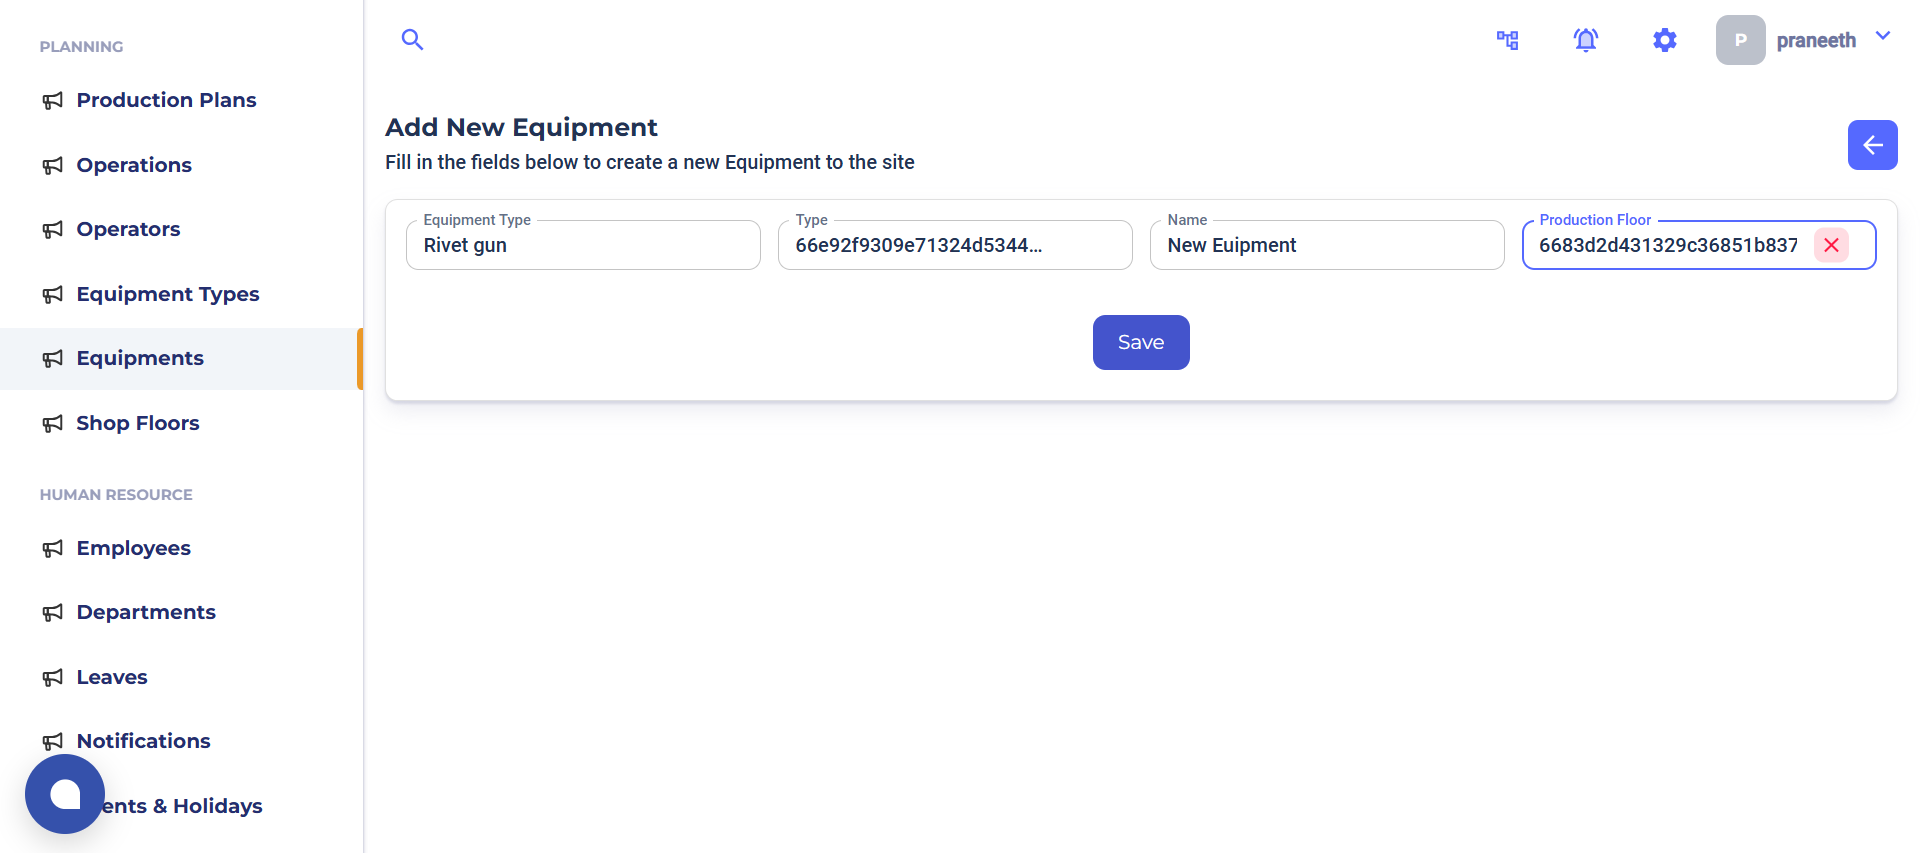 PLANNING
Production Plans
Operations
Operators
Equipment Types
Equipments
Shop Floors
HUMAN RESOURCE
Employees
Departments
Leaves
Notifications
ents & Holidays
P
praneeth
Add New Equipment
Fill in the fields below to create a new Equipment to the site
Equipment Type
Rivet gun
Type
66e92f9309e71324d5344...
Name
New Euipment
Production Floor
6683d2d431329c36851b837
Save